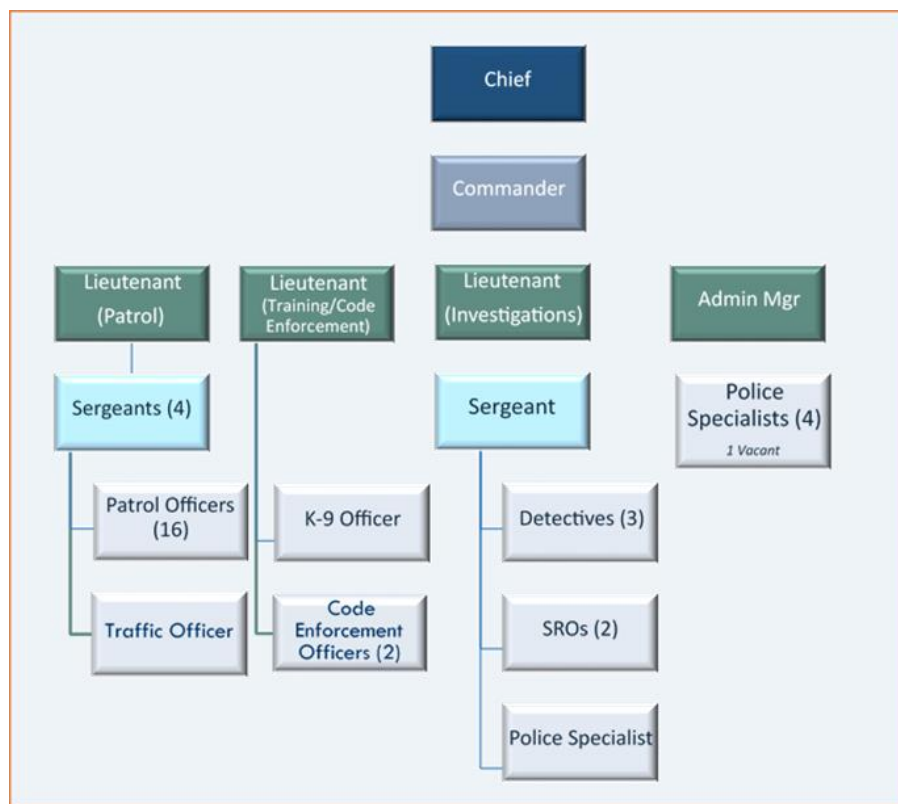 Chief
Commander
Lieutenant
(Patrol)
Lieutenant
(Training/Code
Enforcement)
Lieutenant
(Investigations)
Admin Mgr
Sergeants (4)
Sergeant
Police
Specialists (4)
1 Vacant
Patrol Officers
(16)
K-9 Officer
Detectives (3)
Traffic Officer
Code
Enforcement
Officers (2)
SROs (2)
Police Specialist